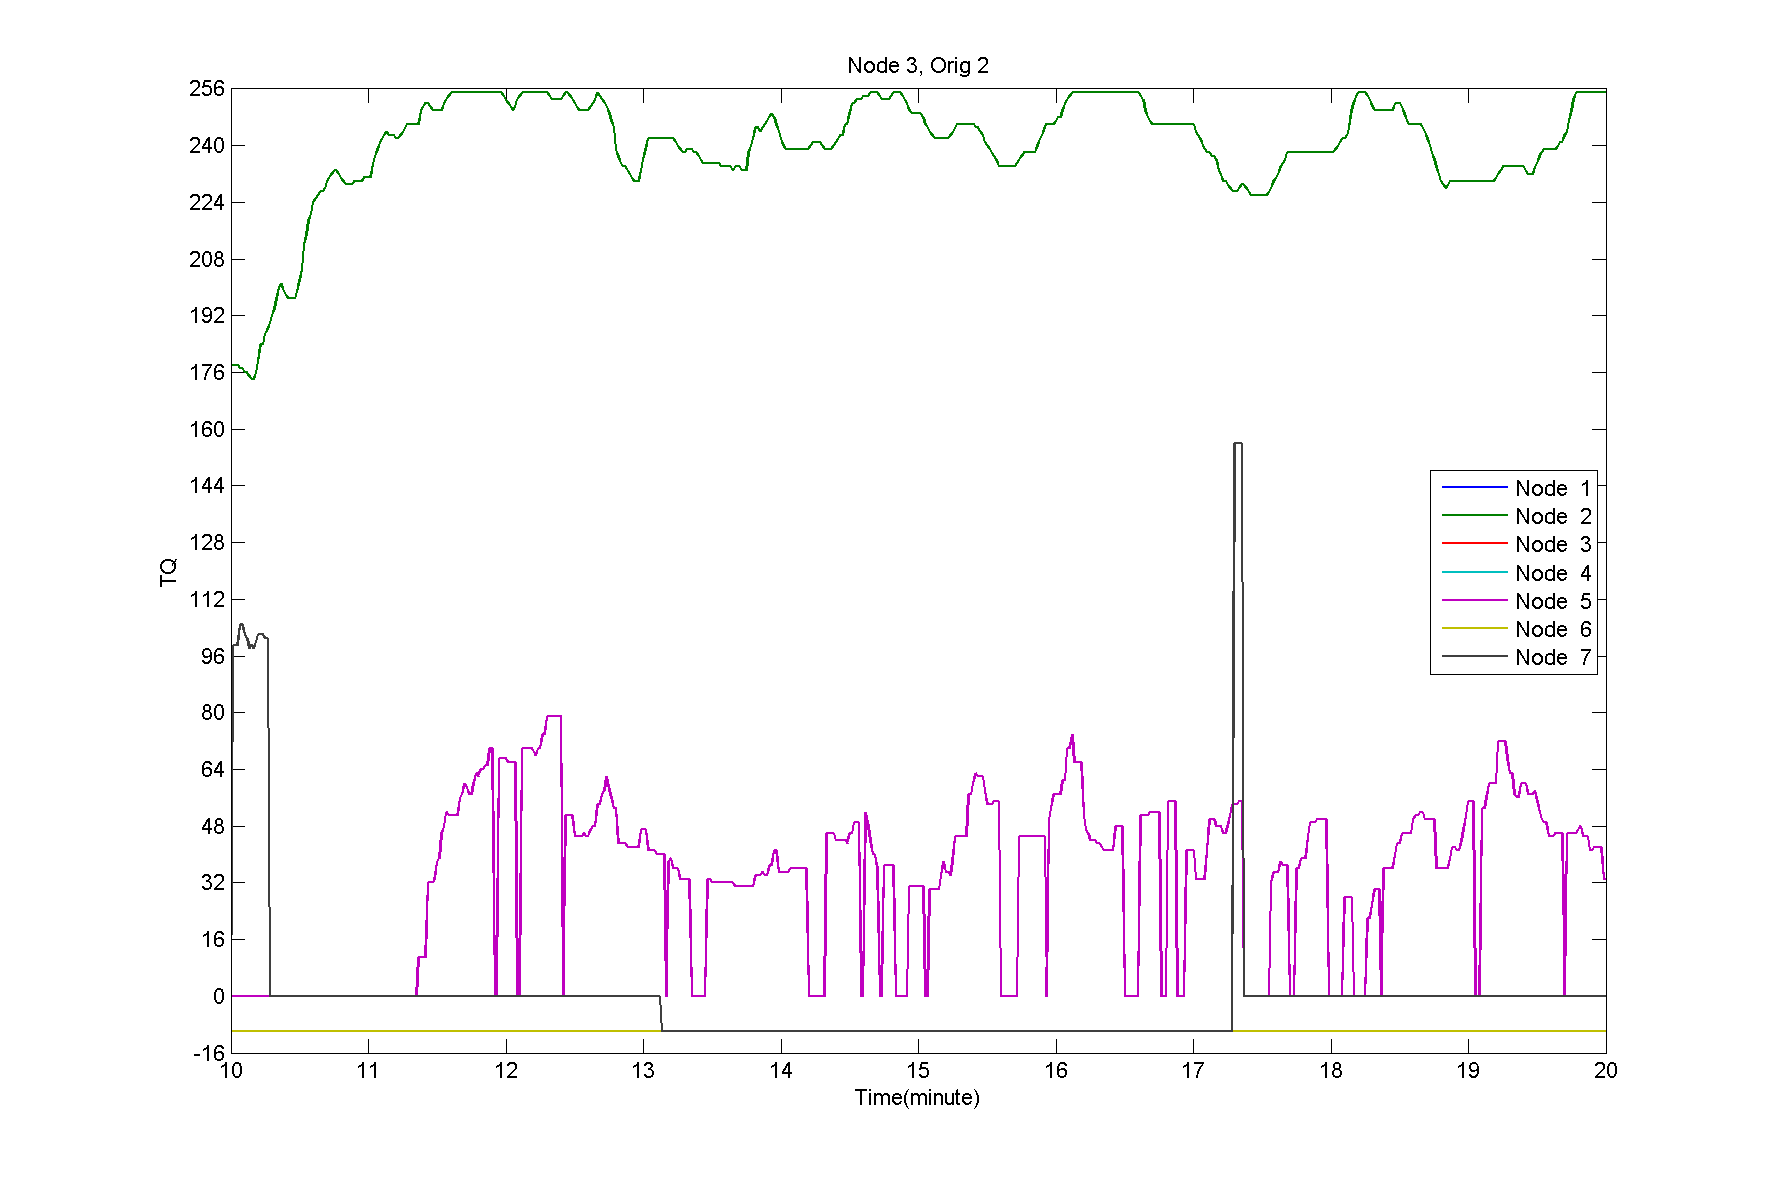 Node 3, Orig 2
256
240
224
208
192
176
160
144
128
112
96
80
64
48
32
16
0
-16
TQ
Node 1
Node 2
Node 3
Node 4
Node 5
Node 6
Node 7
10 11 12 13 14 15 16 17 18 19 20
Time(minute)